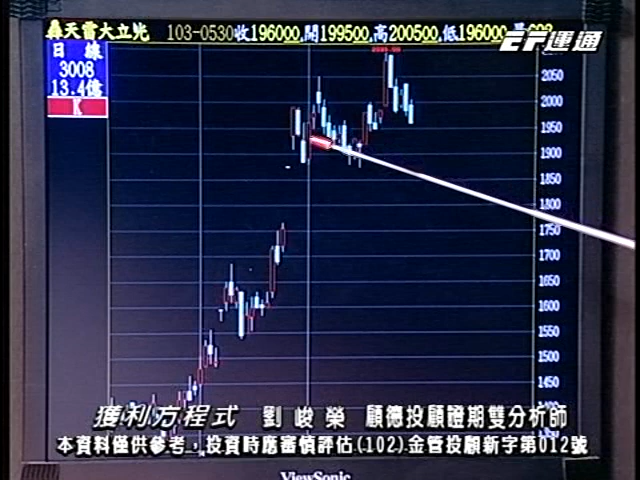 轟天雷大立光 103-0530收196000,開199500,高200500,低196000,量
EF運通
日 線
3008
13.4億
K
2050
2000
1950
1900
1850
1800
1750
1700
1650
1600
1550
1500
1450
獲利方程式 劉峻榮 顧德投顧證期雙分析師
本資料僅供參考，投資時應審慎評估(102)金管投顧新字第012號
ViewSonic